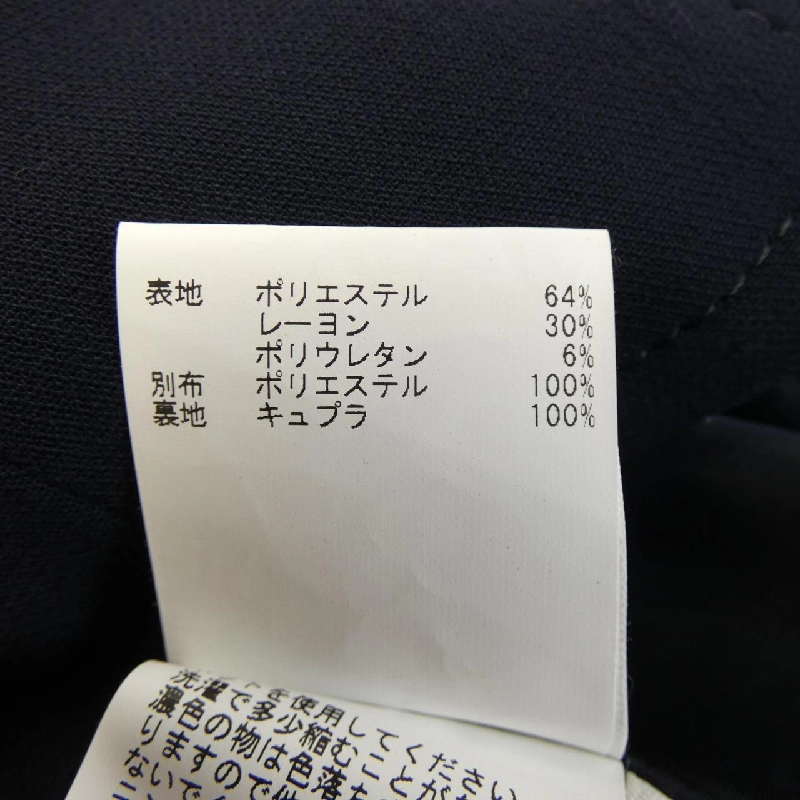 表地 ポリエステル 64%
レーヨン 30%
ポリウレタン 6%
別布 ポリエステル 100%
裏地 キュプラ 100%
を使用してください
洗濯で多少縮むことが
濃色の物は色落ち
りますので他
ないでく